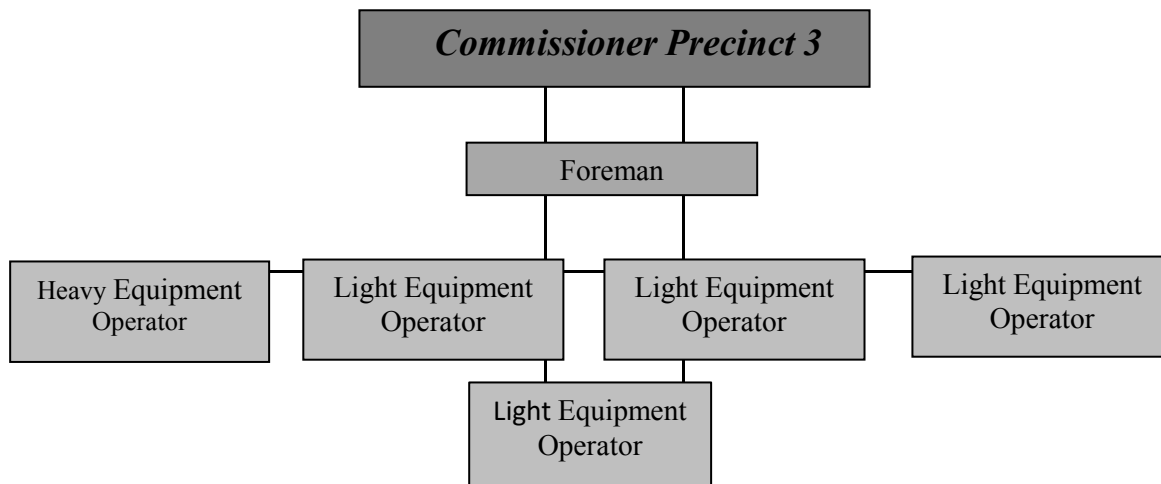 Commissioner Precinct 3
Foreman
Heavy Equipment
Operator
Light Equipment
Operator
Light Equipment
Operator
Light Equipment
Operator
Light Equipment
Operator